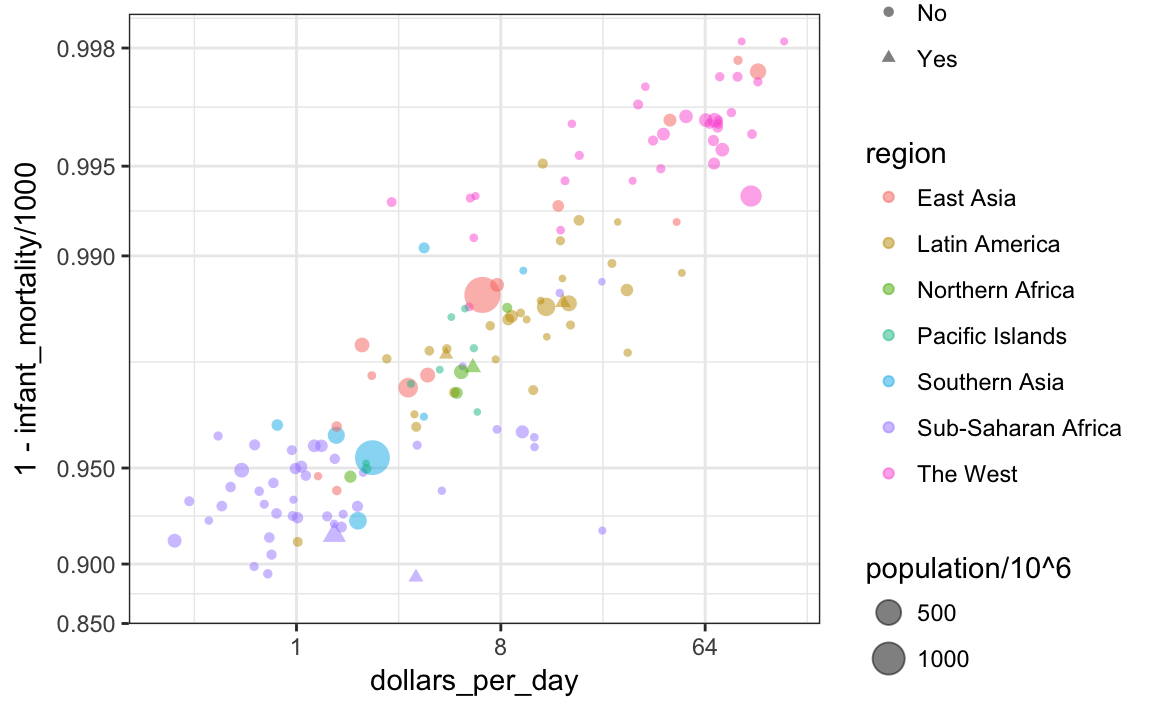 No
Yes
region
East Asia
Latin America
Northern Africa
Pacific Islands
Southern Asia
Sub-Saharan Africa
The West
population/10^6
500
1000
1 - infant_mortality/1000
0.998
0.995
0.990
0.950
0.900
0.850
1
8
64
dollars_per_day